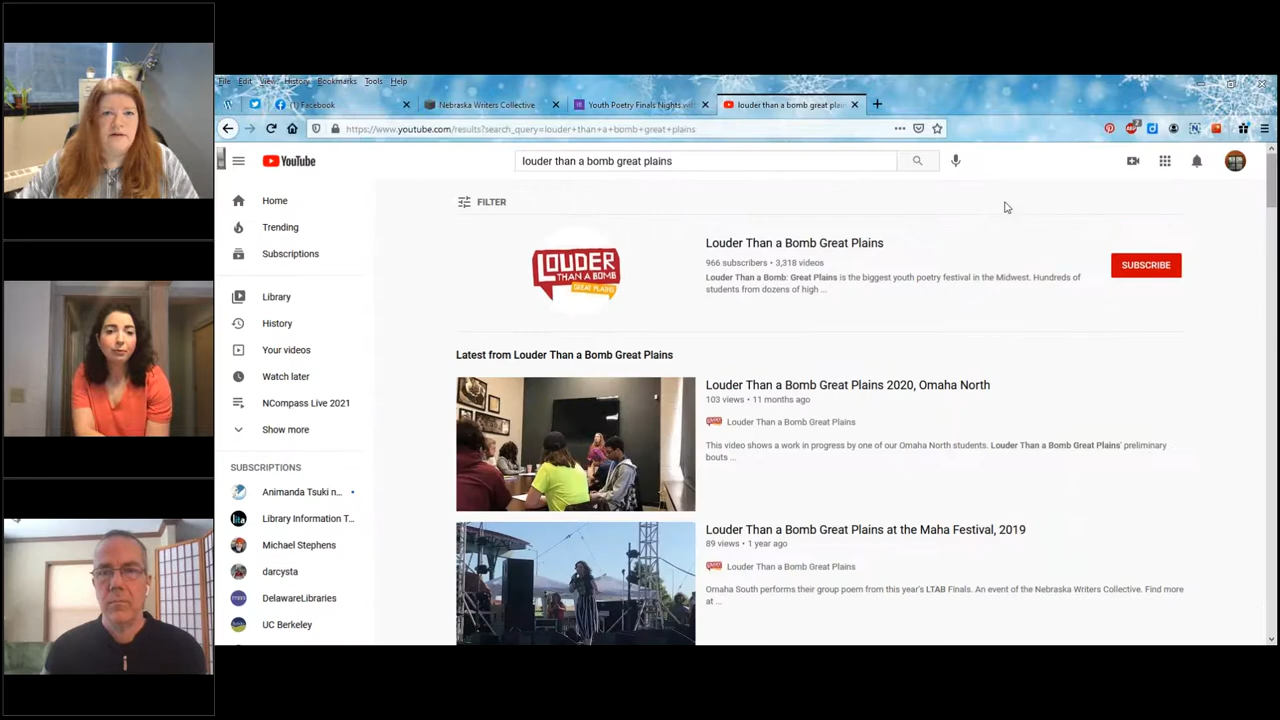 File Edit View History Bookmarks Tools Help
(1) Facebook
Nebraska Writers Collective
Youth Poetry Finals Nights wit
louder than a bomb great plain
https://www.youtube.com/results?search_query=louder+than+a+bomb+great+plains
YouTube
louder than a bomb great plains
Home
Trending
Subscriptions
Library
History
Your videos
Watch later
NCompass Live 2021
Show more
SUBSCRIPTIONS
Animanda Tsuki n...
Library Information T...
Michael Stephens
darcysta
DelawareLibraries
UC Berkeley
FILTER
LOUDER
THAN A BOMB
GREAT PLAINS
Louder Than a Bomb Great Plains
966 subscribers • 3,318 videos
Louder Than a Bomb: Great Plains is the biggest youth poetry festival in the Midwest. Hundreds of
students from dozens of high ...
SUBSCRIBE
Latest from Louder Than a Bomb Great Plains
Louder Than a Bomb Great Plains 2020, Omaha North
103 views • 11 months ago
Louder Than a Bomb Great Plains
This video shows a work in progress by one of our Omaha North students. Louder Than a Bomb Great Plains' preliminary
bouts ...
Louder Than a Bomb Great Plains at the Maha Festival, 2019
89 views • 1 year ago
Louder Than a Bomb Great Plains
Omaha South performs their group poem from this year's LTAB Finals. An event of the Nebraska Writers Collective. Find more
at ...